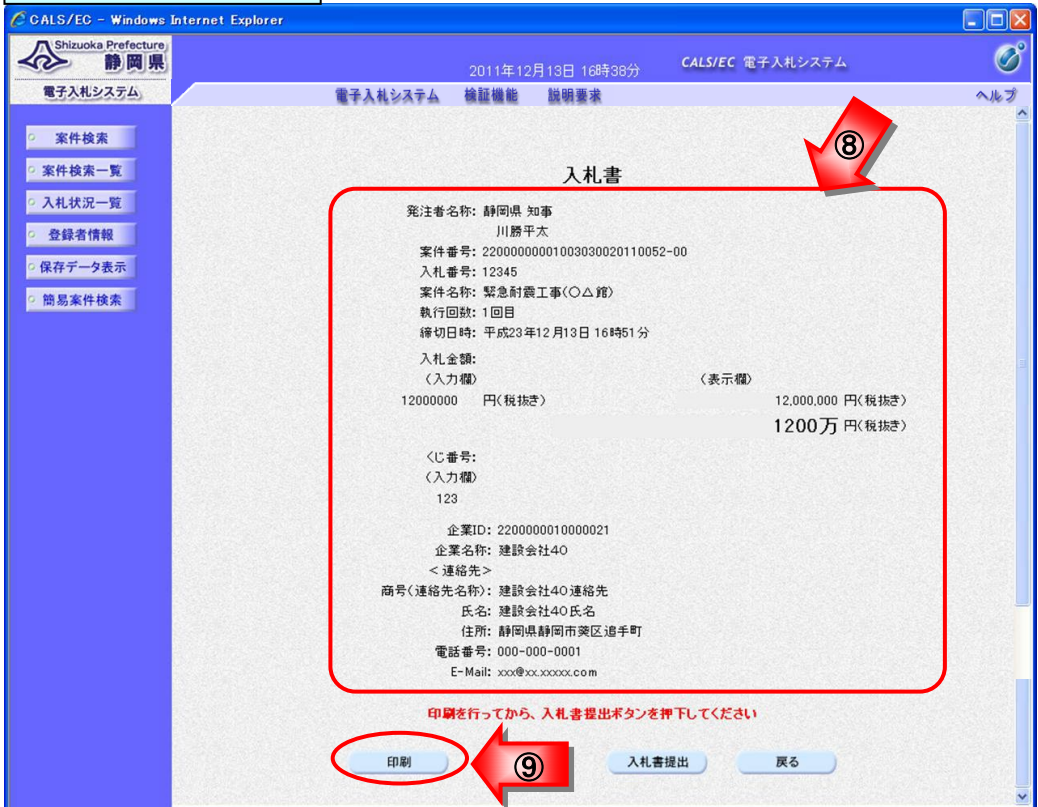 CALS/EC - Windows Internet Explorer
Shizuoka Prefecture
静岡県
2011年12月13日 16時38分
CALS/EC 電子入札システム
電子入札システム
電子入札システム 検証機能 説明要求
ヘルプ
案件検索
案件検索一覧
入札状況一覧
登録者情報
保存データ表示
簡易案件検索
⑧
入札書
発注者名称: 静岡県 知事
川勝平太
案件番号: 2200000000100303002011​0052-00
入札番号: 12345
案件名称: 緊急耐震工事(○△館)
執行回数: 1回目
締切日時: 平成23年12月13日 16時51分
入札金額:
(入力欄) (表示欄)
12000000 円(税抜き) 12,000,000 円(税抜き)
1200万 円(税抜き)
くじ番号:
(入力欄)
123
企業ID: 2200000010000021
企業名称: 建設会社40
<連絡先>
商号(連絡先名称): 建設会社40連絡先
氏名: 建設会社40氏名
住所: 静岡県静岡市葵区追手町
電話番号: 000-000-0001
E-Mail: xxx@xx.xxxxx.com
印刷を行ってから、入札書提出ボタンを押下してください
印刷 ⑨ 入札書提出 戻る